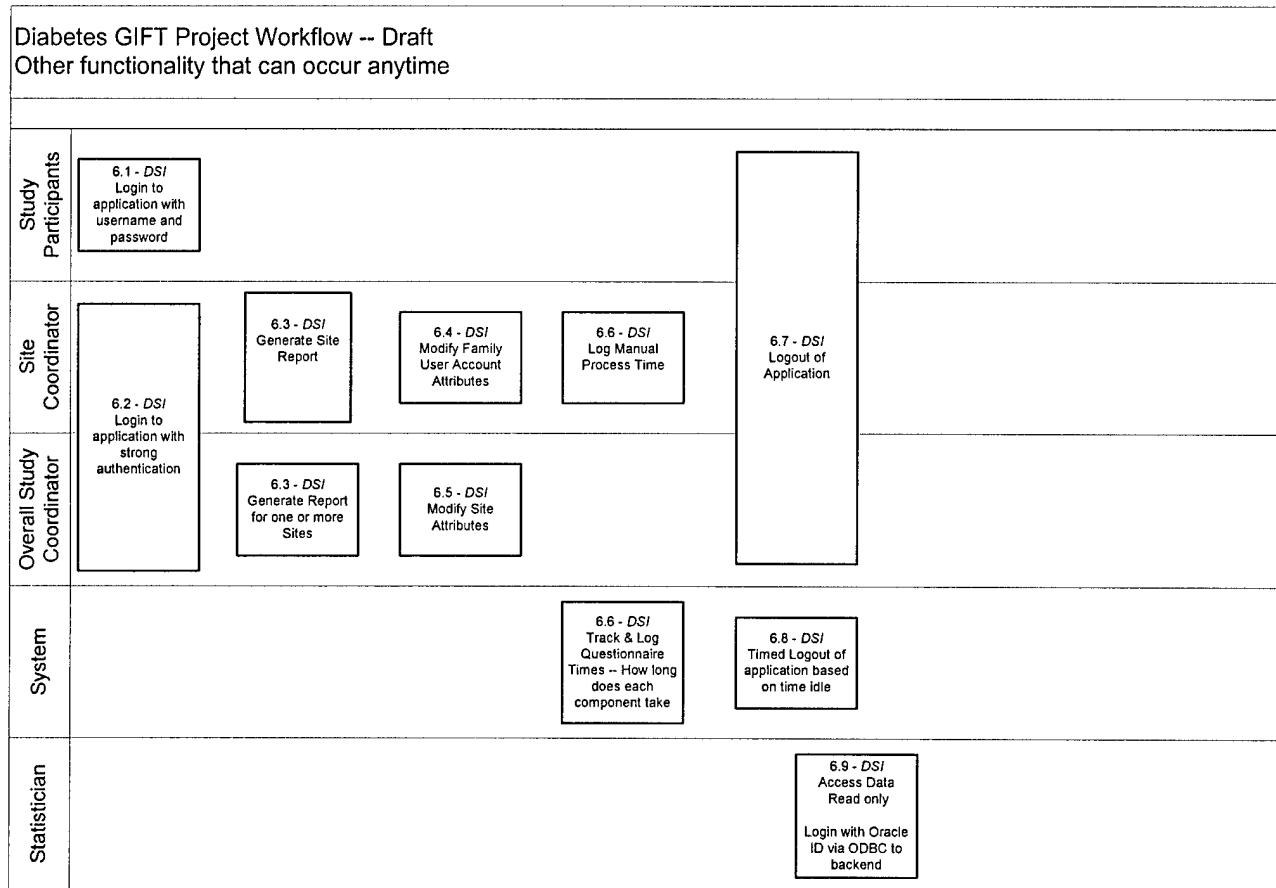 Diabetes GIFT Project Workflow -- Draft
Other functionality that can occur anytime
Study
Participants
6.1 - DSI
Login to
application with
username and
password
Site
Coordinator
6.2 - DSI
Login to
application with
strong
authentication
6.3 - DSI
Generate Site
Report
6.4 - DSI
Modify Family
User Account
Attributes
6.6 - DSI
Log Manual
Process Time
6.7 - DSI
Logout of
Application
Overall Study
Coordinator
6.3 - DSI
Generate Report
for one or more
Sites
6.5 - DSI
Modify Site
Attributes
System
6.6 - DSI
Track & Log
Questionnaire
Times -- How long
does each
component take
6.8 - DSI
Timed Logout of
application based
on time idle
Statistician
6.9 - DSI
Access Data
Read only
Login with Oracle
ID via ODBC to
backend